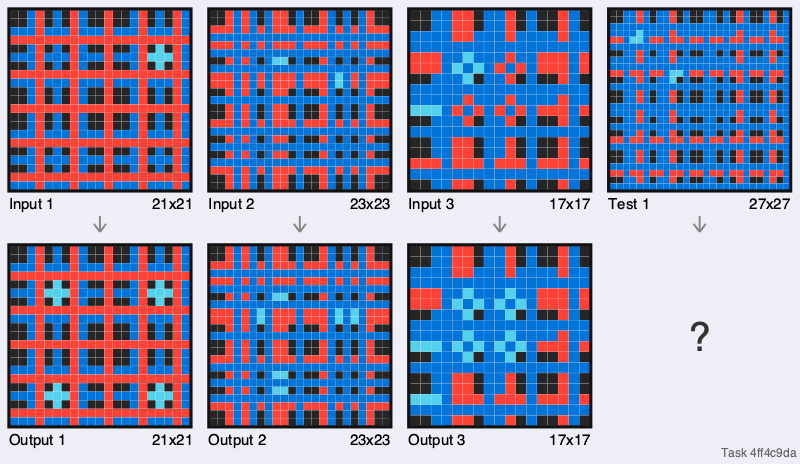 Input 1 21x21
Input 2 23x23
Input 3 17x17
Test 1 27x27
?
Output 1 21x21
Output 2 23x23
Output 3 17x17
Task 4ff4c9da